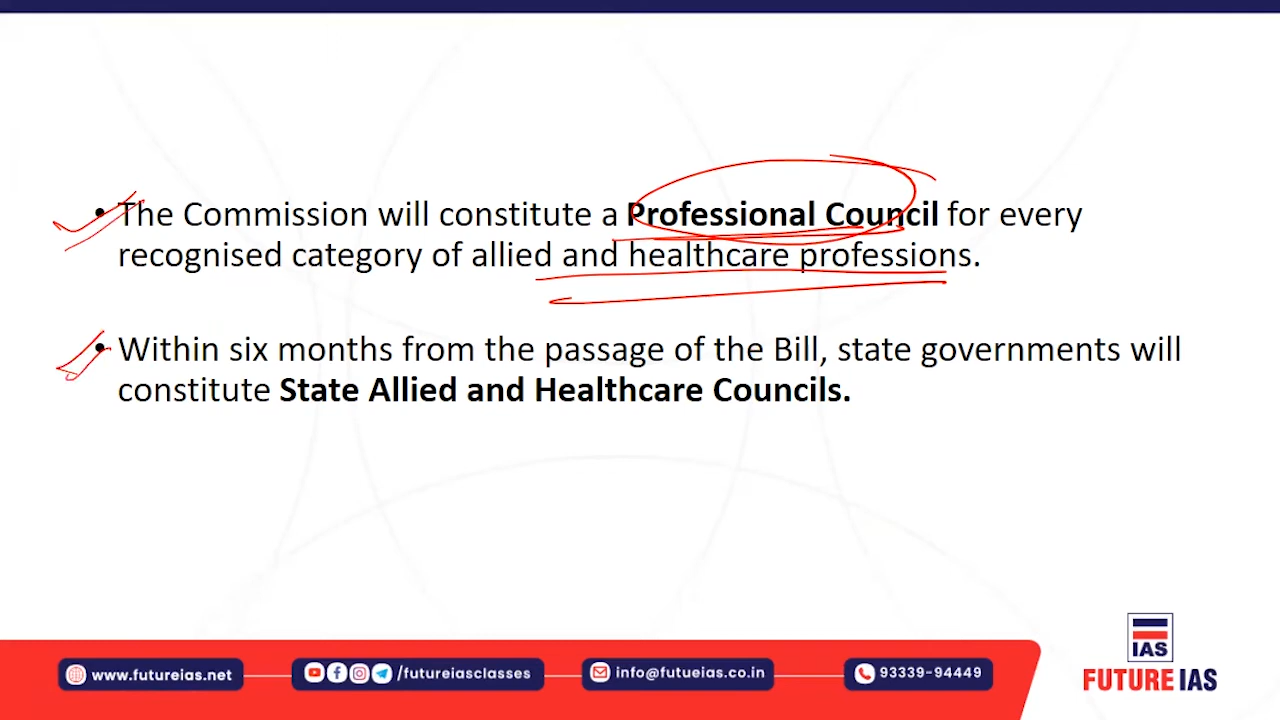 • The Commission will constitute a Professional Council for every
recognised category of allied and healthcare professions.
• Within six months from the passage of the Bill, state governments will
constitute State Allied and Healthcare Councils.
www.futureias.net
/futureiasclasses
info@futueias.co.in
93339-94449
IAS
FUTURE IAS